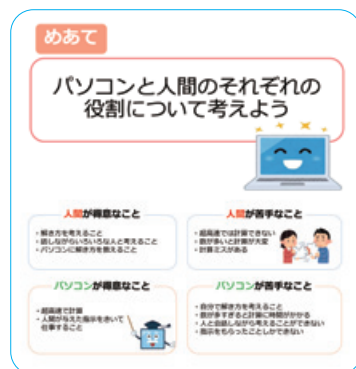 めあて
パソコンと人間のそれぞれの
役割について考えよう
人間が得意なこと
・解き方を考えること
・話しながらいろいろな人と考えること
・パソコンに解き方を教えること
人間が苦手なこと
・超高速では計算できない
・数が多いと計算が大変
・計算ミスがある
パソコンが得意なこと
・超高速で計算
・人間が与えた指示を聞いて
仕事すること
パソコンが苦手なこと
・自分で解き方を考えること
・数が多すぎると計算に時間がかかる
・人と会話しながら考えることができない
・指示をもらったことしかできない